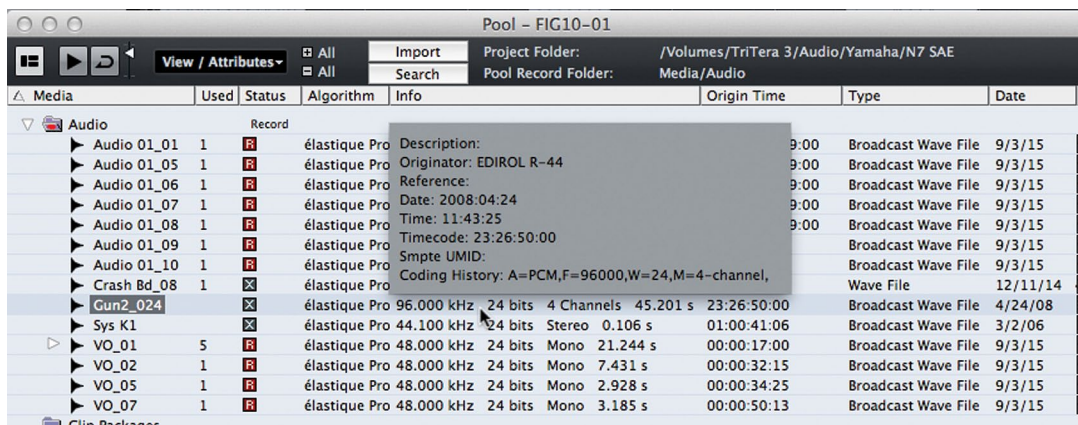 Pool – FIG10-01
View / Attributes
All
All
Import
Search
Project Folder: /Volumes/TriTera 3/Audio/Yamaha/N7 SAE
Pool Record Folder: Media/Audio
Media Used Status Algorithm Info Origin Time Type Date
Audio Record
Audio 01_01 1 R élastique Pro 9:00 Broadcast Wave File 9/3/15
Audio 01_05 1 R élastique Pro 9:00 Broadcast Wave File 9/3/15
Audio 01_06 1 R élastique Pro 9:00 Broadcast Wave File 9/3/15
Audio 01_07 1 R élastique Pro 9:00 Broadcast Wave File 9/3/15
Audio 01_08 1 R élastique Pro 9:00 Broadcast Wave File 9/3/15
Audio 01_09 1 R élastique Pro Broadcast Wave File 9/3/15
Audio 01_10 1 R élastique Pro Broadcast Wave File 9/3/15
Crash Bd_08 1 X élastique Pro Wave File 12/11/14
Description:
Originator: EDIROL R-44
Reference:
Date: 2008:04:24
Time: 11:43:25
Timecode: 23:26:50:00
Smpte UMID:
Coding History: A=PCM,F=96000,W=24,M=4-channel,
Gun2_024 X élastique Pro 96.000 kHz 24 bits 4 Channels 45.201 s 23:26:50:00 Broadcast Wave File 4/24/08
Sys K1 X élastique Pro 44.100 kHz 24 bits Stereo 0.106 s 01:00:41:06 Broadcast Wave File 3/2/06
VO_01 5 R élastique Pro 48.000 kHz 24 bits Mono 21.244 s 00:00:17:00 Broadcast Wave File 9/3/15
VO_02 1 R élastique Pro 48.000 kHz 24 bits Mono 7.431 s 00:00:32:15 Broadcast Wave File 9/3/15
VO_05 1 R élastique Pro 48.000 kHz 24 bits Mono 2.928 s 00:00:34:25 Broadcast Wave File 9/3/15
VO_07 1 R élastique Pro 48.000 kHz 24 bits Mono 3.185 s 00:00:50:13 Broadcast Wave File 9/3/15
Clip Packages